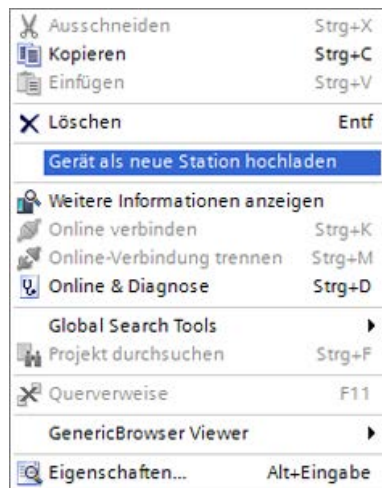 Ausschneiden Strg+X
Kopieren Strg+C
Einfügen Strg+V
Löschen Entf
Gerät als neue Station hochladen
Weitere Informationen anzeigen
Online verbinden Strg+K
Online-Verbindung trennen Strg+M
Online & Diagnose Strg+D
Global Search Tools
Projekt durchsuchen Strg+F
Querverweise F11
GenericBrowser Viewer
Eigenschaften... Alt+Eingabe